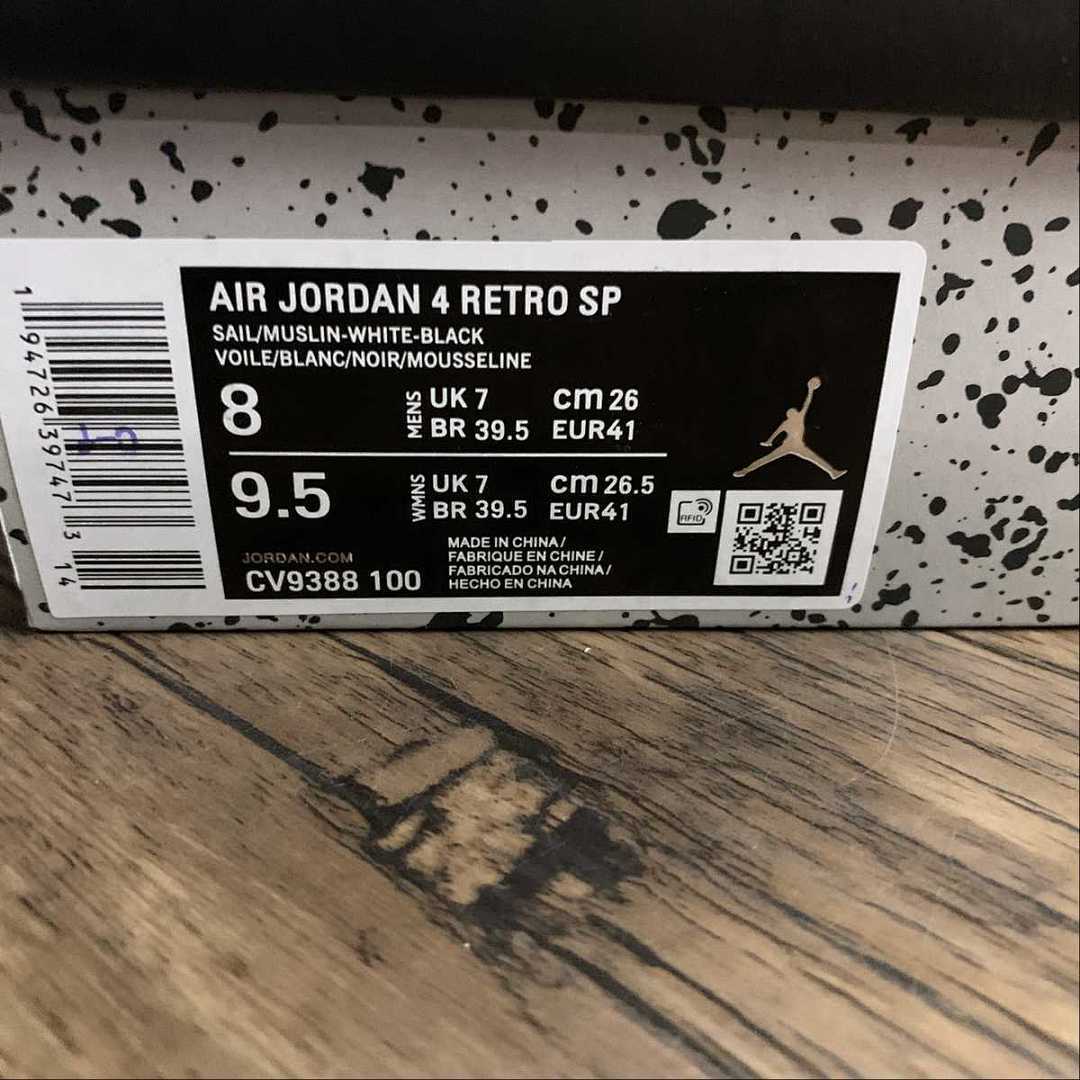 AIR JORDAN 4 RETRO SP
SAIL/MUSLIN-WHITE-BLACK
VOILE/BLANC/NOIR/MOUSSELINE
8 MENS UK 7 cm 26
BR 39.5 EUR41
9.5 WMNS UK 7 cm 26.5
BR 39.5 EUR41
RFID
JORDAN.COM
CV9388 100
MADE IN CHINA /
FABRIQUE EN CHINE /
FABRICADO NA CHINA /
HECHO EN CHINA
1 94726 39747 3 14